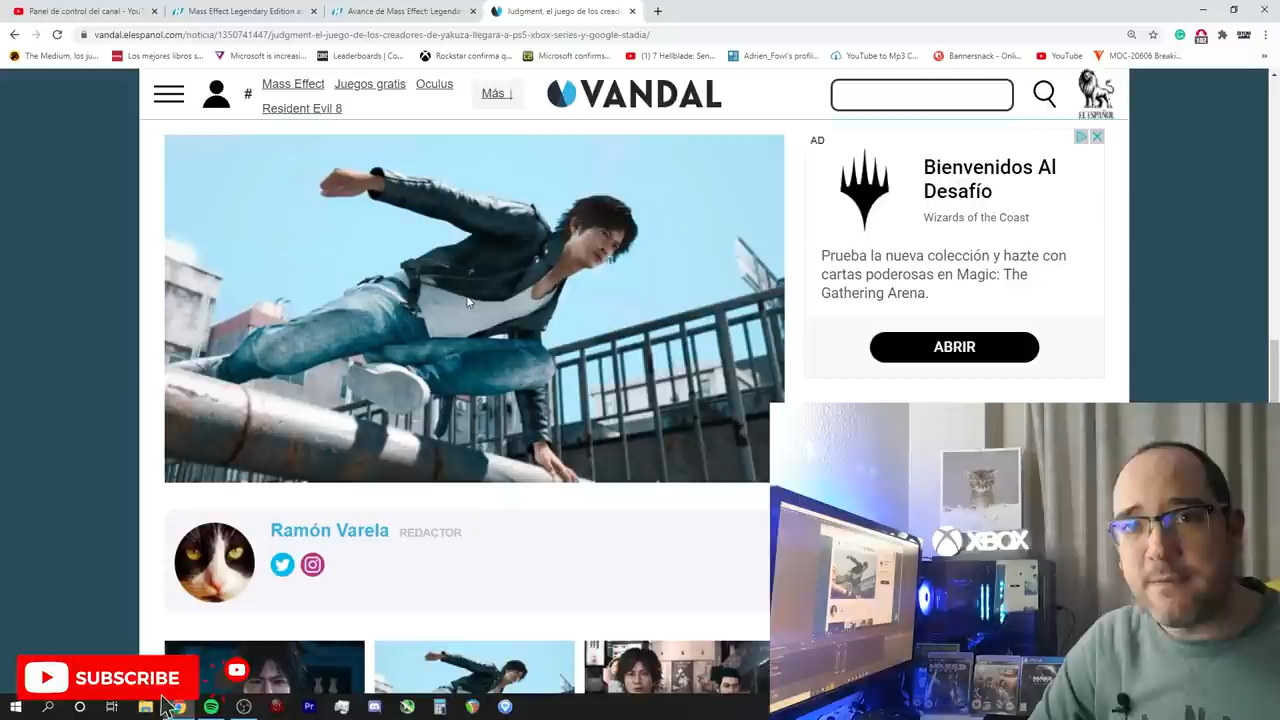 Panel de control del canal - You
Mass Effect Legendary Edition a
Avance de Mass Effect: Legenda
Judgment, el juego de los creado
vandal.elespanol.com/noticia/1350741447/judgment-el-juego-de-los-creadores-de-yakuza-llegara-a-ps5-xbox-series-y-google-stadia/
The Medium, los ju...
Los mejores libros s...
Microsoft is increasi...
Leaderboards | Co...
Rockstar confirma q...
Microsoft confirms...
(1) 7 Hellblade: Sen...
Adrien_Fowl's profil...
YouTube to Mp3 C...
Bannersnack - Onli...
YouTube
MOC-20606 Breaki...
# Mass Effect Juegos gratis Oculus
Resident Evil 8
Más ↓
VANDAL
EL ESPAÑOL
AD
Bienvenidos Al
Desafío
Wizards of the Coast
Prueba la nueva colección y hazte con
cartas poderosas en Magic: The
Gathering Arena.
ABRIR
Ramón Varela REDACTOR
XBOX
SUBSCRIBE
Pr